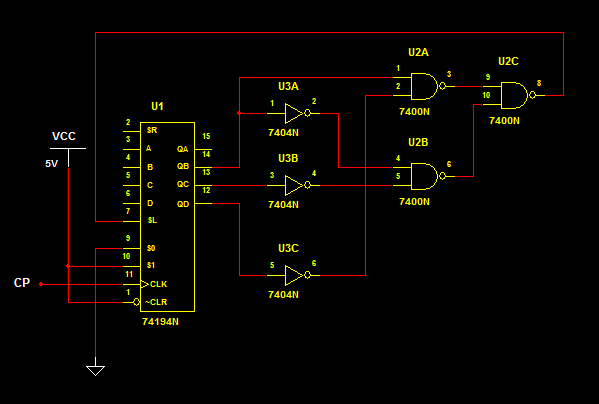 U2A
U2C
1
2
3
7400N
9
10
8
7400N
U3A
1
2
7404N
U1
VCC
5V
2
3
4
5
6
7
9
10
11
1
SR
A
B
C
D
SL
S0
S1
CLK
~CLR
QA
QB
QC
QD
15
14
13
12
74194N
CP
U2B
4
5
6
7400N
U3B
3
4
7404N
U3C
5
6
7404N